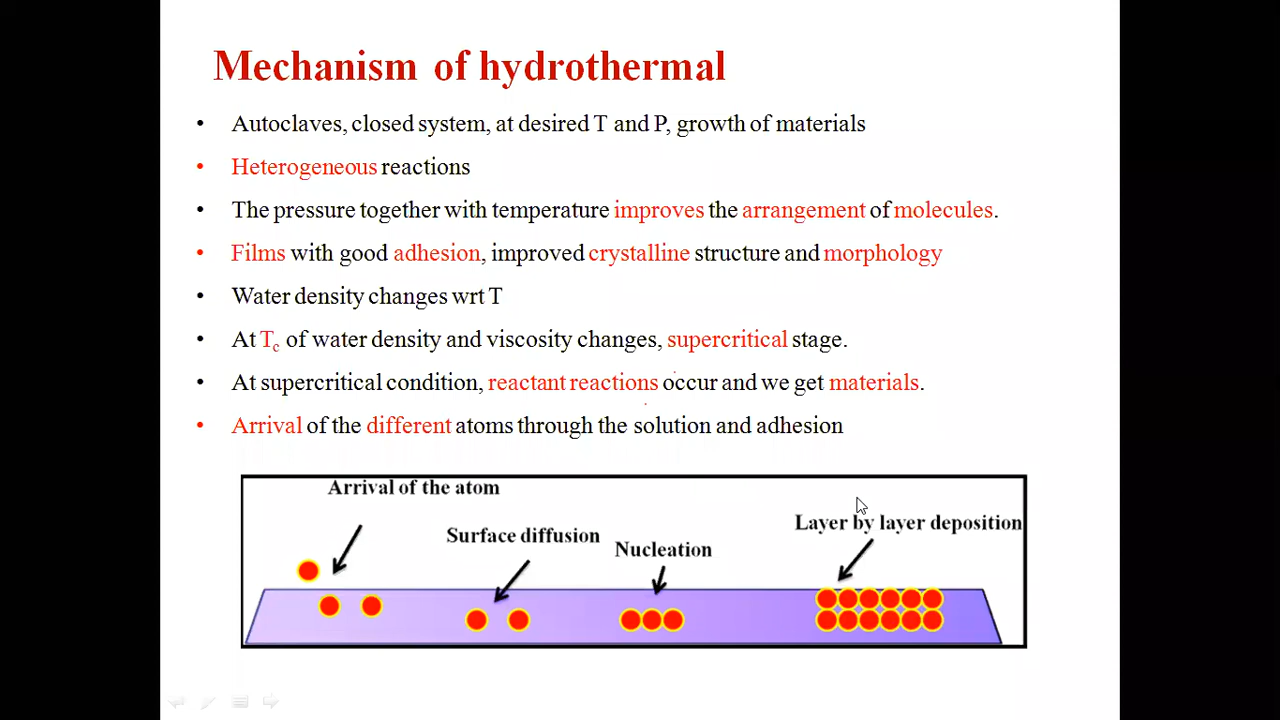 Mechanism of hydrothermal
• Autoclaves, closed system, at desired T and P, growth of materials
• Heterogeneous reactions
• The pressure together with temperature improves the arrangement of molecules.
• Films with good adhesion, improved crystalline structure and morphology
• Water density changes wrt T
• At Tc of water density and viscosity changes, supercritical stage.
• At supercritical condition, reactant reactions occur and we get materials.
• Arrival of the different atoms through the solution and adhesion
Arrival of the atom
Surface diffusion
Nucleation
Layer by layer deposition